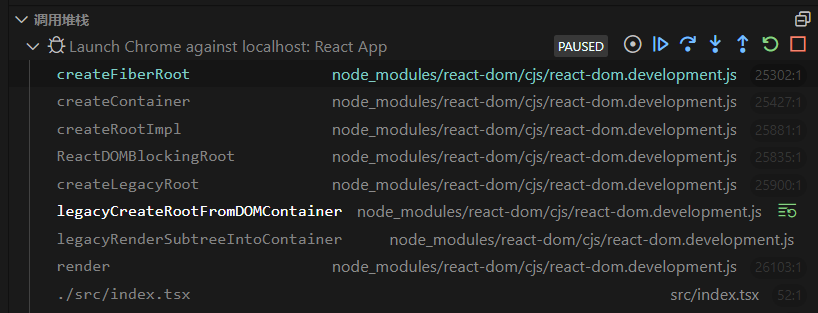 调用堆栈
Launch Chrome against localhost: React App PAUSED
createFiberRoot node_modules/react-dom/cjs/react-dom.development.js 25302:1
createContainer node_modules/react-dom/cjs/react-dom.development.js 25427:1
createRootImpl node_modules/react-dom/cjs/react-dom.development.js 25881:1
ReactDOMBlockingRoot node_modules/react-dom/cjs/react-dom.development.js 25835:1
createLegacyRoot node_modules/react-dom/cjs/react-dom.development.js 25900:1
legacyCreateRootFromDOMContainer node_modules/react-dom/cjs/react-dom.development.js
legacyRenderSubtreeIntoContainer node_modules/react-dom/cjs/react-dom.development.js
render node_modules/react-dom/cjs/react-dom.development.js 26103:1
./src/index.tsx src/index.tsx 52:1